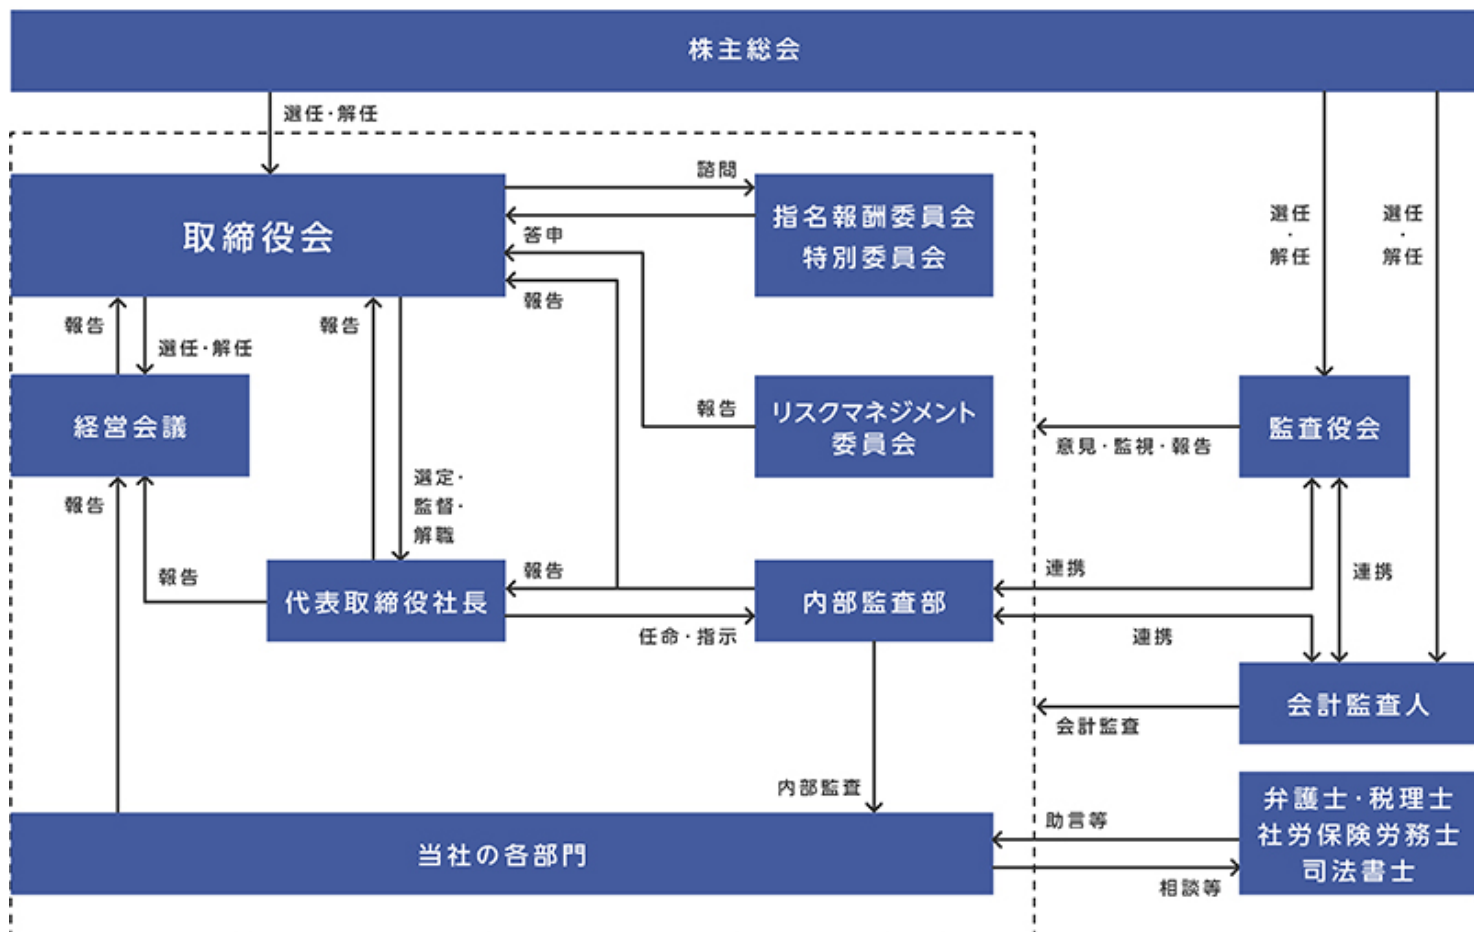 株主総会
選任・解任
諮問
取締役会
指名報酬委員会
特別委員会
答申
報告
選任
・
解任
選任
・
解任
報告
選任・解任
報告
経営会議
報告
リスクマネジメント
委員会
監査役会
意見・監視・報告
報告
選定・
監督・
解職
報告
報告
代表取締役社長
任命・指示
内部監査部
連携
連携
連携
会計監査人
会計監査
内部監査
当社の各部門
助言等
相談等
弁護士・税理士
社労保険労務士
司法書士